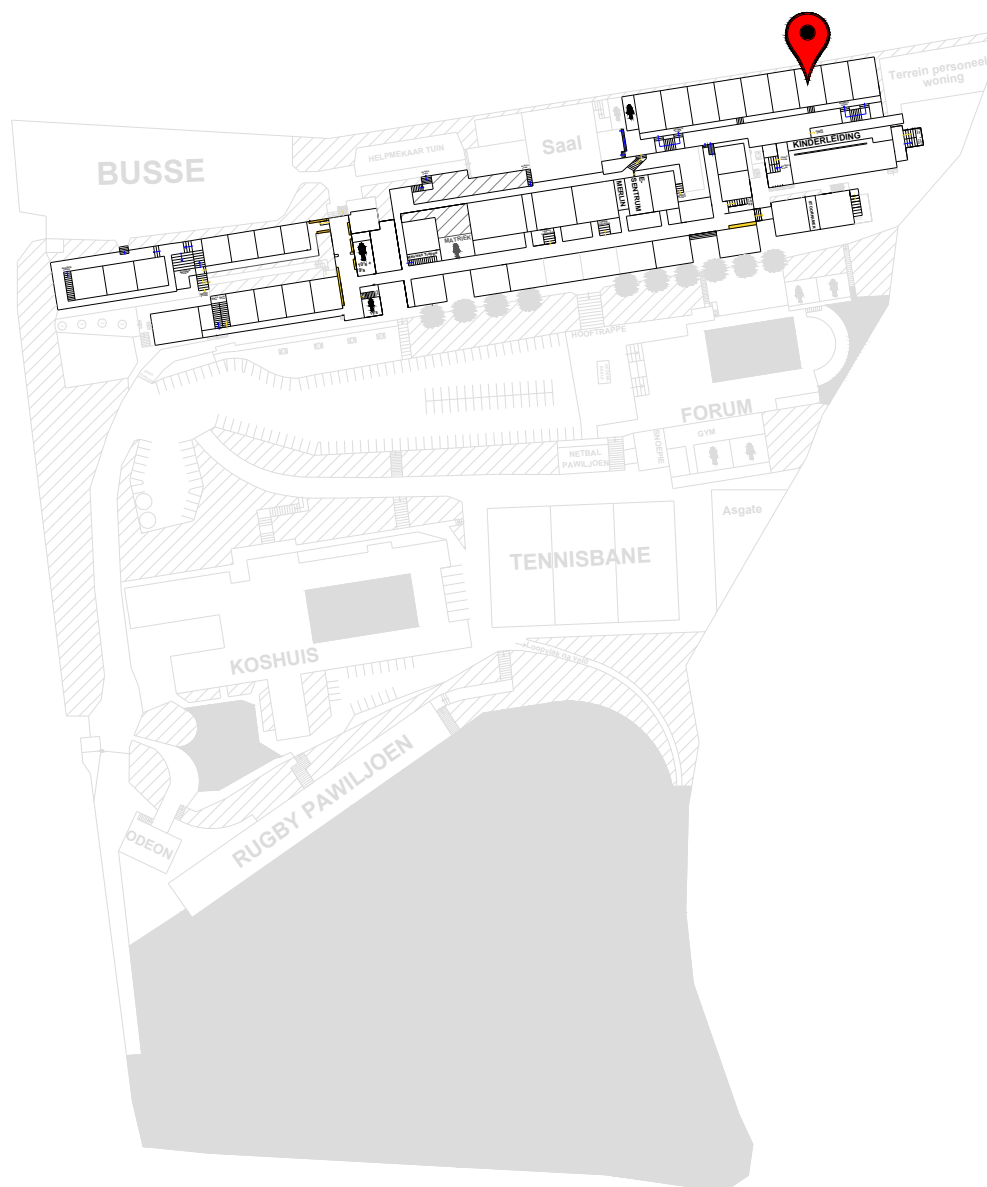 Terrein personeel
woning
BUSSE
HELPMEKAAR TUIN
Saal
KINDERLEIDING
MERLIN
SENTRUM
MATRIEK
HOOFTRAPPE
FORUM
GYM
NETBAL
PAWILJOEN
SNOEPIE
Asgate
TENNISBANE
KOSHUIS
RUGBY PAWILJOEN
ODEON